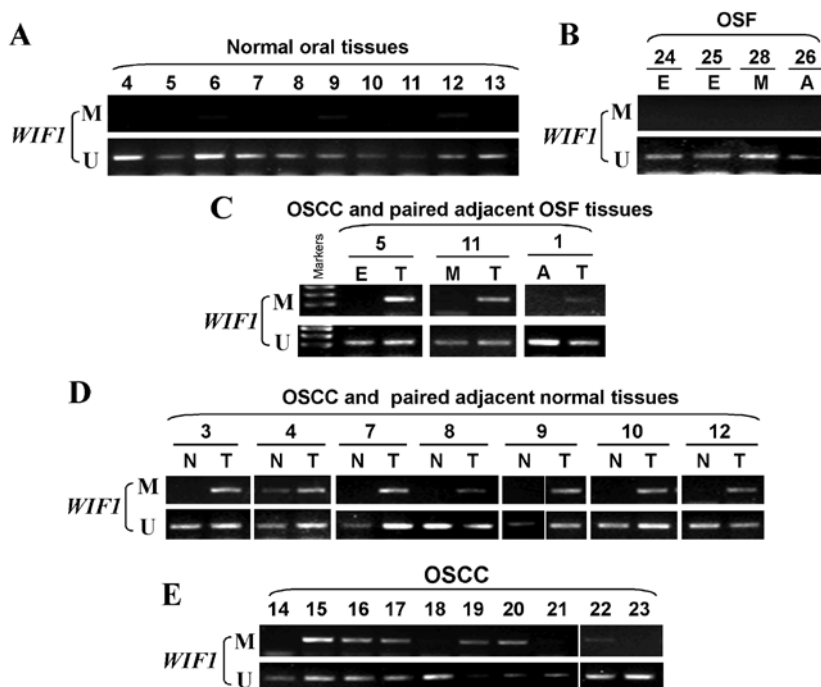 A
Normal oral tissues
4 5 6 7 8 9 10 11 12 13
WIF1
M
U
B
OSF
24 25 28 26
E E M A
WIF1
M
U
C
OSCC and paired adjacent OSF tissues
Markers
5 11 1
E T M T A T
WIF1
M
U
D
OSCC and paired adjacent normal tissues
3 4 7 8 9 10 12
N T N T N T N T N T N T N T
WIF1
M
U
E
OSCC
14 15 16 17 18 19 20 21 22 23
WIF1
M
U